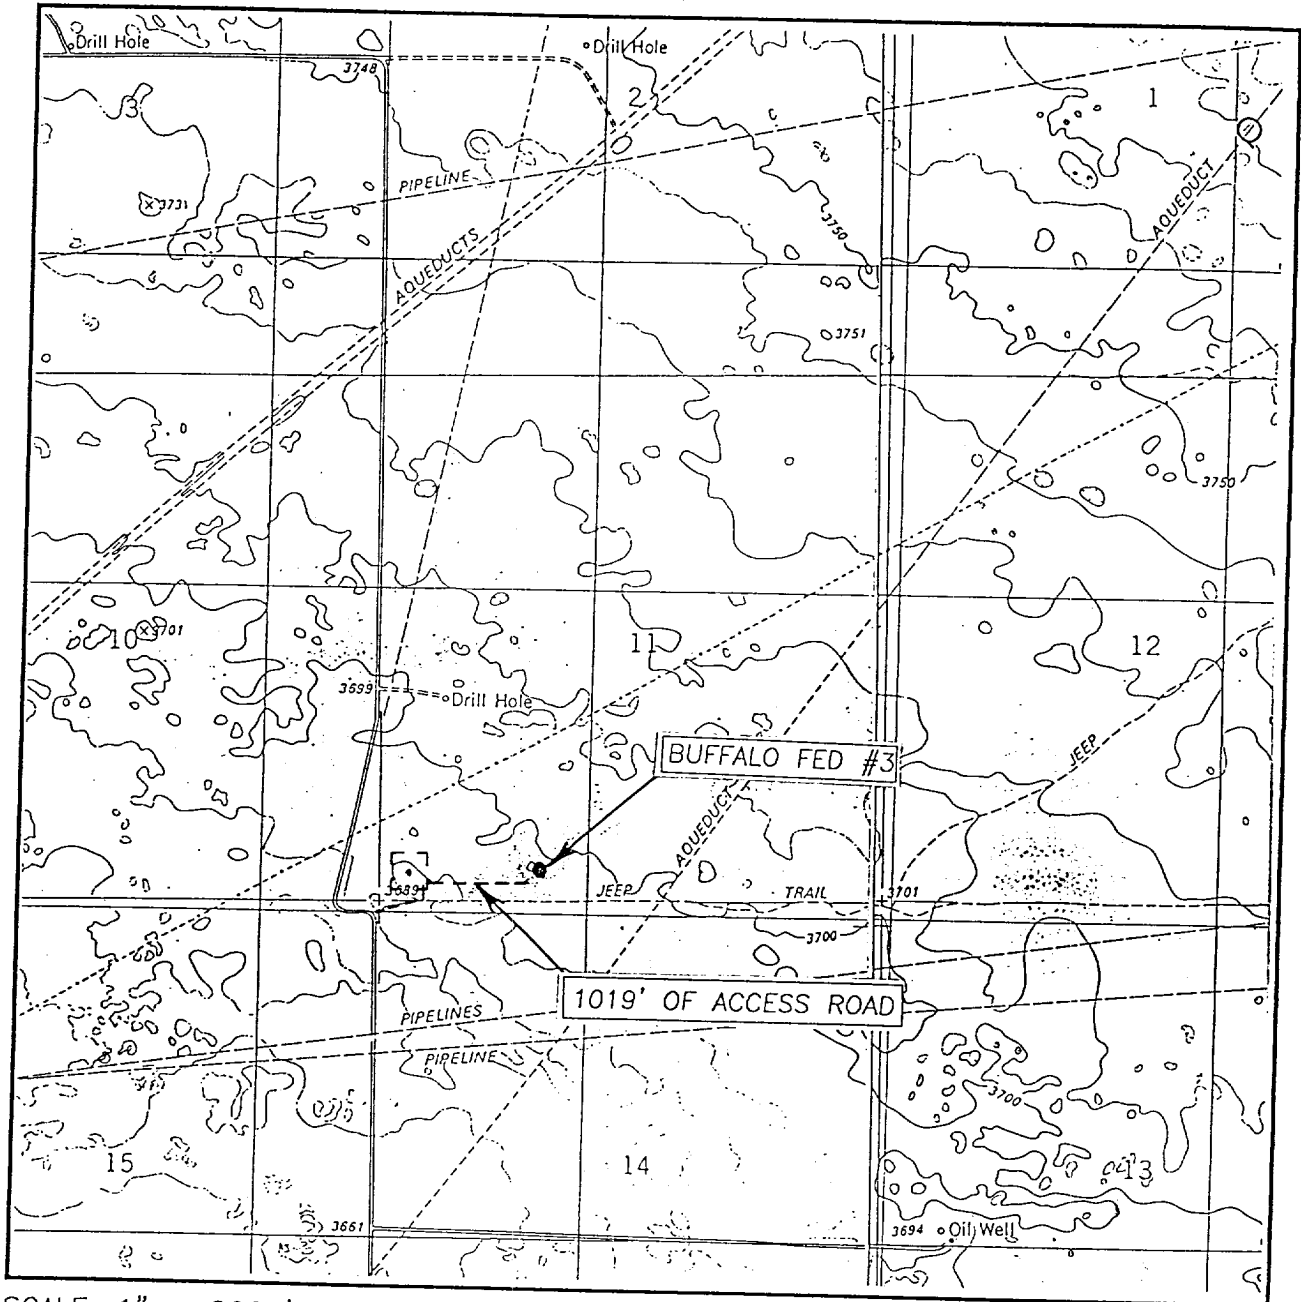 Drill Hole
Drill Hole
3748
3
2
1
PIPELINE
3731
3750
AQUEDUCT
AQUEDUCTS
3751
3750
10
3701
11
12
3699
Drill Hole
BUFFALO FED #3
JEEP
AQUEDUCT
3689
JEEP TRAIL
3701
3700
1019' OF ACCESS ROAD
PIPELINES
PIPELINE
3700
15
14
13
3661
3694
Oil Well